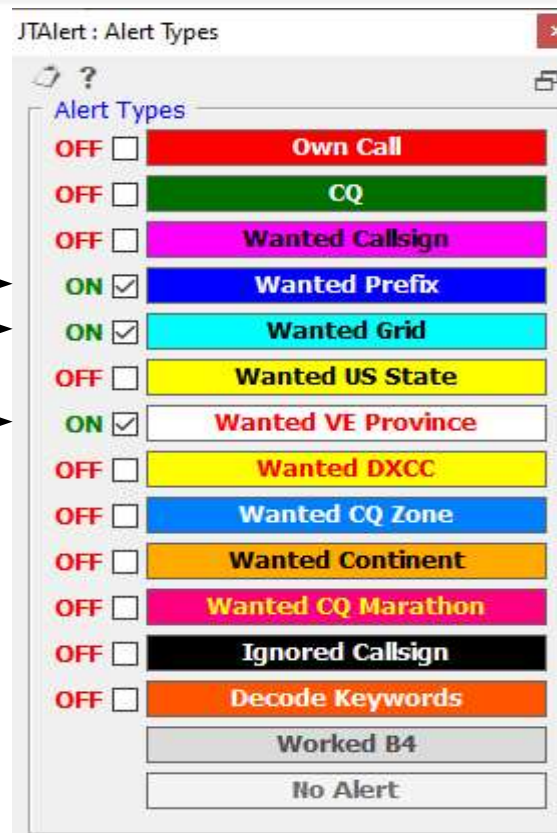 JTAlert : Alert Types
?
Alert Types
OFF Own Call
OFF CQ
OFF Wanted Callsign
ON Wanted Prefix
ON Wanted Grid
OFF Wanted US State
ON Wanted VE Province
OFF Wanted DXCC
OFF Wanted CQ Zone
OFF Wanted Continent
OFF Wanted CQ Marathon
OFF Ignored Callsign
OFF Decode Keywords
Worked B4
No Alert